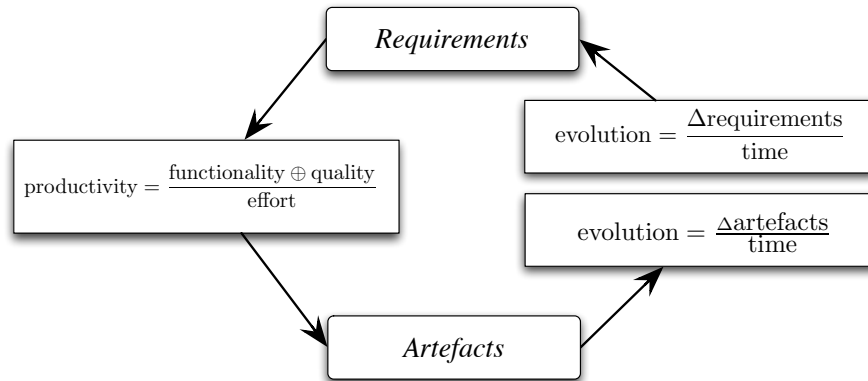 Requirements
evolution = Δrequirements / time
productivity = functionality ⊕ quality / effort
evolution = Δartefacts / time
Artefacts